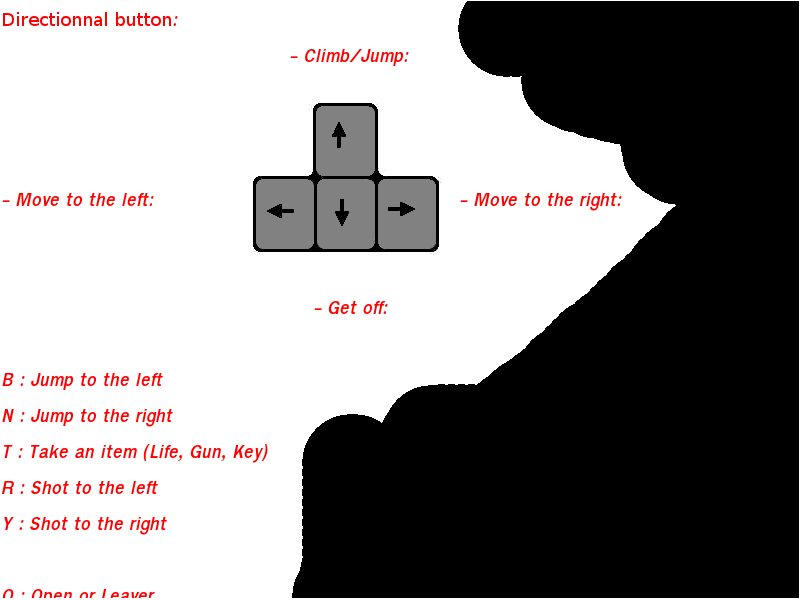 Directionnal button:
- Climb/Jump:
- Move to the left:
- Move to the right:
- Get off:
B : Jump to the left
N : Jump to the right
T : Take an item (Life, Gun, Key)
R : Shot to the left
Y : Shot to the right
O : Open or Leaver